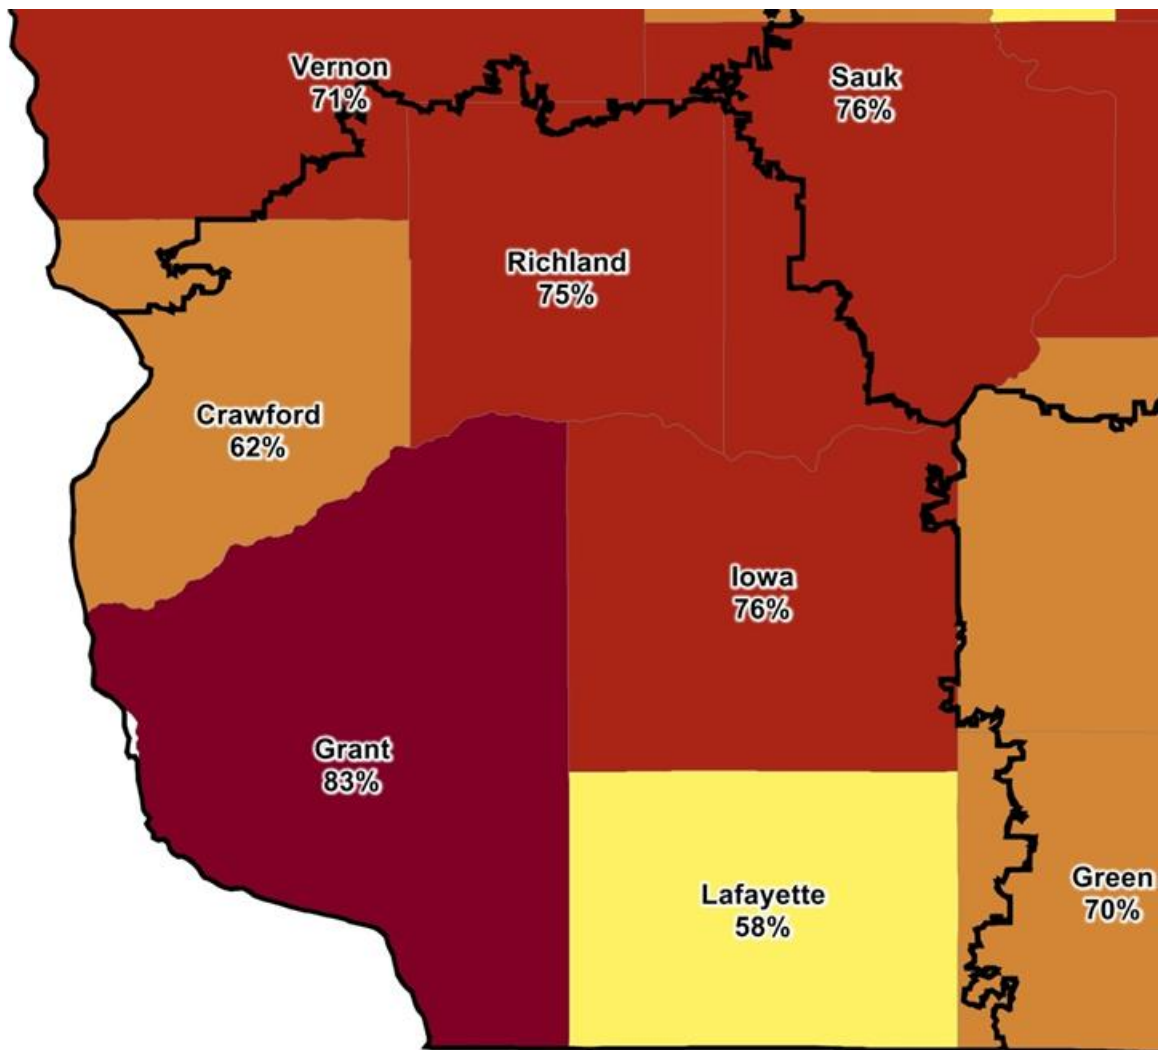 Vernon
71%
Sauk
76%
Richland
75%
Crawford
62%
Iowa
76%
Grant
83%
Lafayette
58%
Green
70%